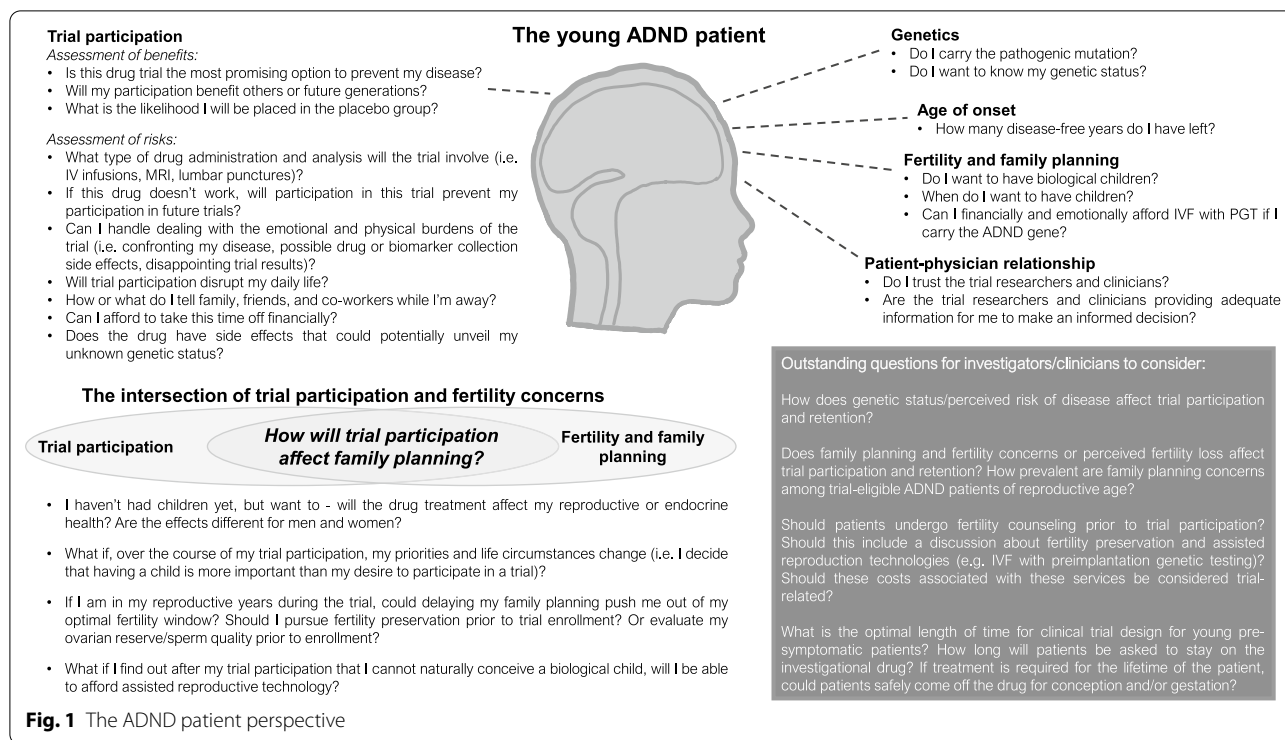 The young ADND patient
Trial participation
Assessment of benefits:
• Is this drug trial the most promising option to prevent my disease?
• Will my participation benefit others or future generations?
• What is the likelihood I will be placed in the placebo group?
Assessment of risks:
• What type of drug administration and analysis will the trial involve (i.e.
IV infusions, MRI, lumbar punctures)?
• If this drug doesn't work, will participation in this trial prevent my
participation in future trials?
• Can I handle dealing with the emotional and physical burdens of the
trial (i.e. confronting my disease, possible drug or biomarker collection
side effects, disappointing trial results)?
• Will trial participation disrupt my daily life?
• How or what do I tell family, friends, and co-workers while I'm away?
• Can I afford to take this time off financially?
• Does the drug have side effects that could potentially unveil my
unknown genetic status?
Genetics
• Do I carry the pathogenic mutation?
• Do I want to know my genetic status?
Age of onset
• How many disease-free years do I have left?
Fertility and family planning
• Do I want to have biological children?
• When do I want to have children?
• Can I financially and emotionally afford IVF with PGT if I
carry the ADND gene?
Patient-physician relationship
• Do I trust the trial researchers and clinicians?
• Are the trial researchers and clinicians providing adequate
information for me to make an informed decision?
The intersection of trial participation and fertility concerns
Trial participation
How will trial participation
affect family planning?
Fertility and family
planning
• I haven't had children yet, but want to - will the drug treatment affect my reproductive or endocrine
health? Are the effects different for men and women?
• What if, over the course of my trial participation, my priorities and life circumstances change (i.e. I decide
that having a child is more important than my desire to participate in a trial)?
• If I am in my reproductive years during the trial, could delaying my family planning push me out of my
optimal fertility window? Should I pursue fertility preservation prior to trial enrollment? Or evaluate my
ovarian reserve/sperm quality prior to enrollment?
• What if I find out after my trial participation that I cannot naturally conceive a biological child, will I be able
to afford assisted reproductive technology?
Outstanding questions for investigators/clinicians to consider:
How does genetic status/perceived risk of disease affect trial participation
and retention?
Does family planning and fertility concerns or perceived fertility loss affect
trial participation and retention? How prevalent are family planning concerns
among trial-eligible ADND patients of reproductive age?
Should patients undergo fertility counseling prior to trial participation?
Should this include a discussion about fertility preservation and assisted
reproduction technologies (e.g. IVF with preimplantation genetic testing)?
Should these costs associated with these services be considered trial-
related?
What is the optimal length of time for clinical trial design for young pre-
symptomatic patients? How long will patients be asked to stay on the
investigational drug? If treatment is required for the lifetime of the patient,
could patients safely come off the drug for conception and/or gestation?
Fig. 1 The ADND patient perspective